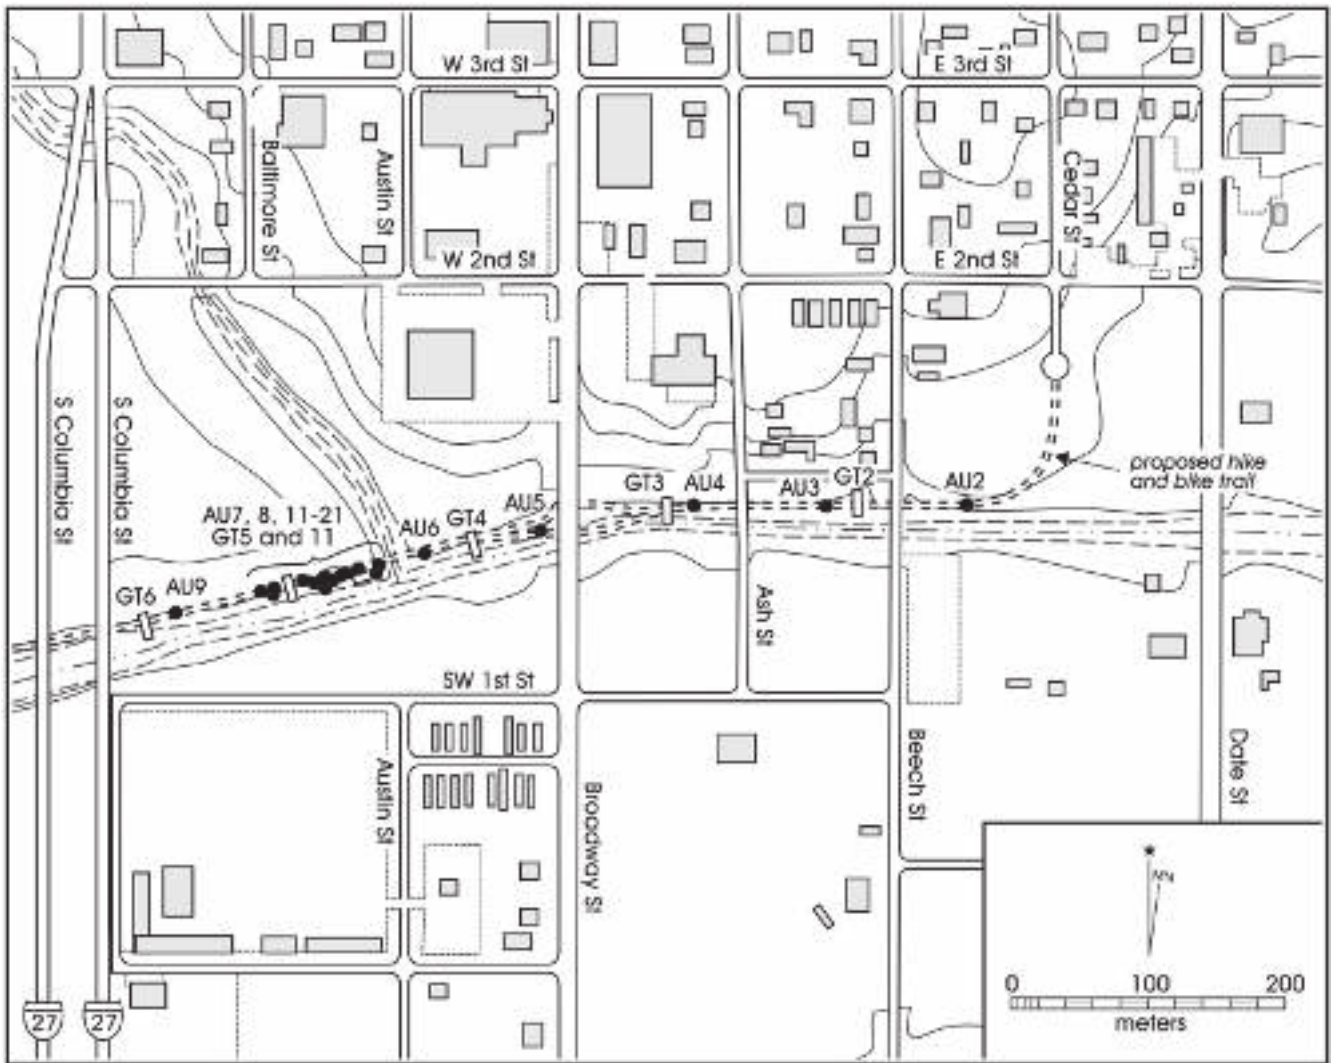 W 3rd St
E 3rd St
Baltimore St
Austin St
Cedar St
W 2nd St
E 2nd St
S Columbia St
S Columbia St
proposed hike
and bike trail
GT3
AU4
AU3
GT2
AU2
AU7, 8, 11-21
GT5 and 11
AU6
GT4
AU5
GT6
AU9
Ash St
SW 1st St
Austin St
Broadway St
Beech St
Date St
27
27
0
100
200
meters